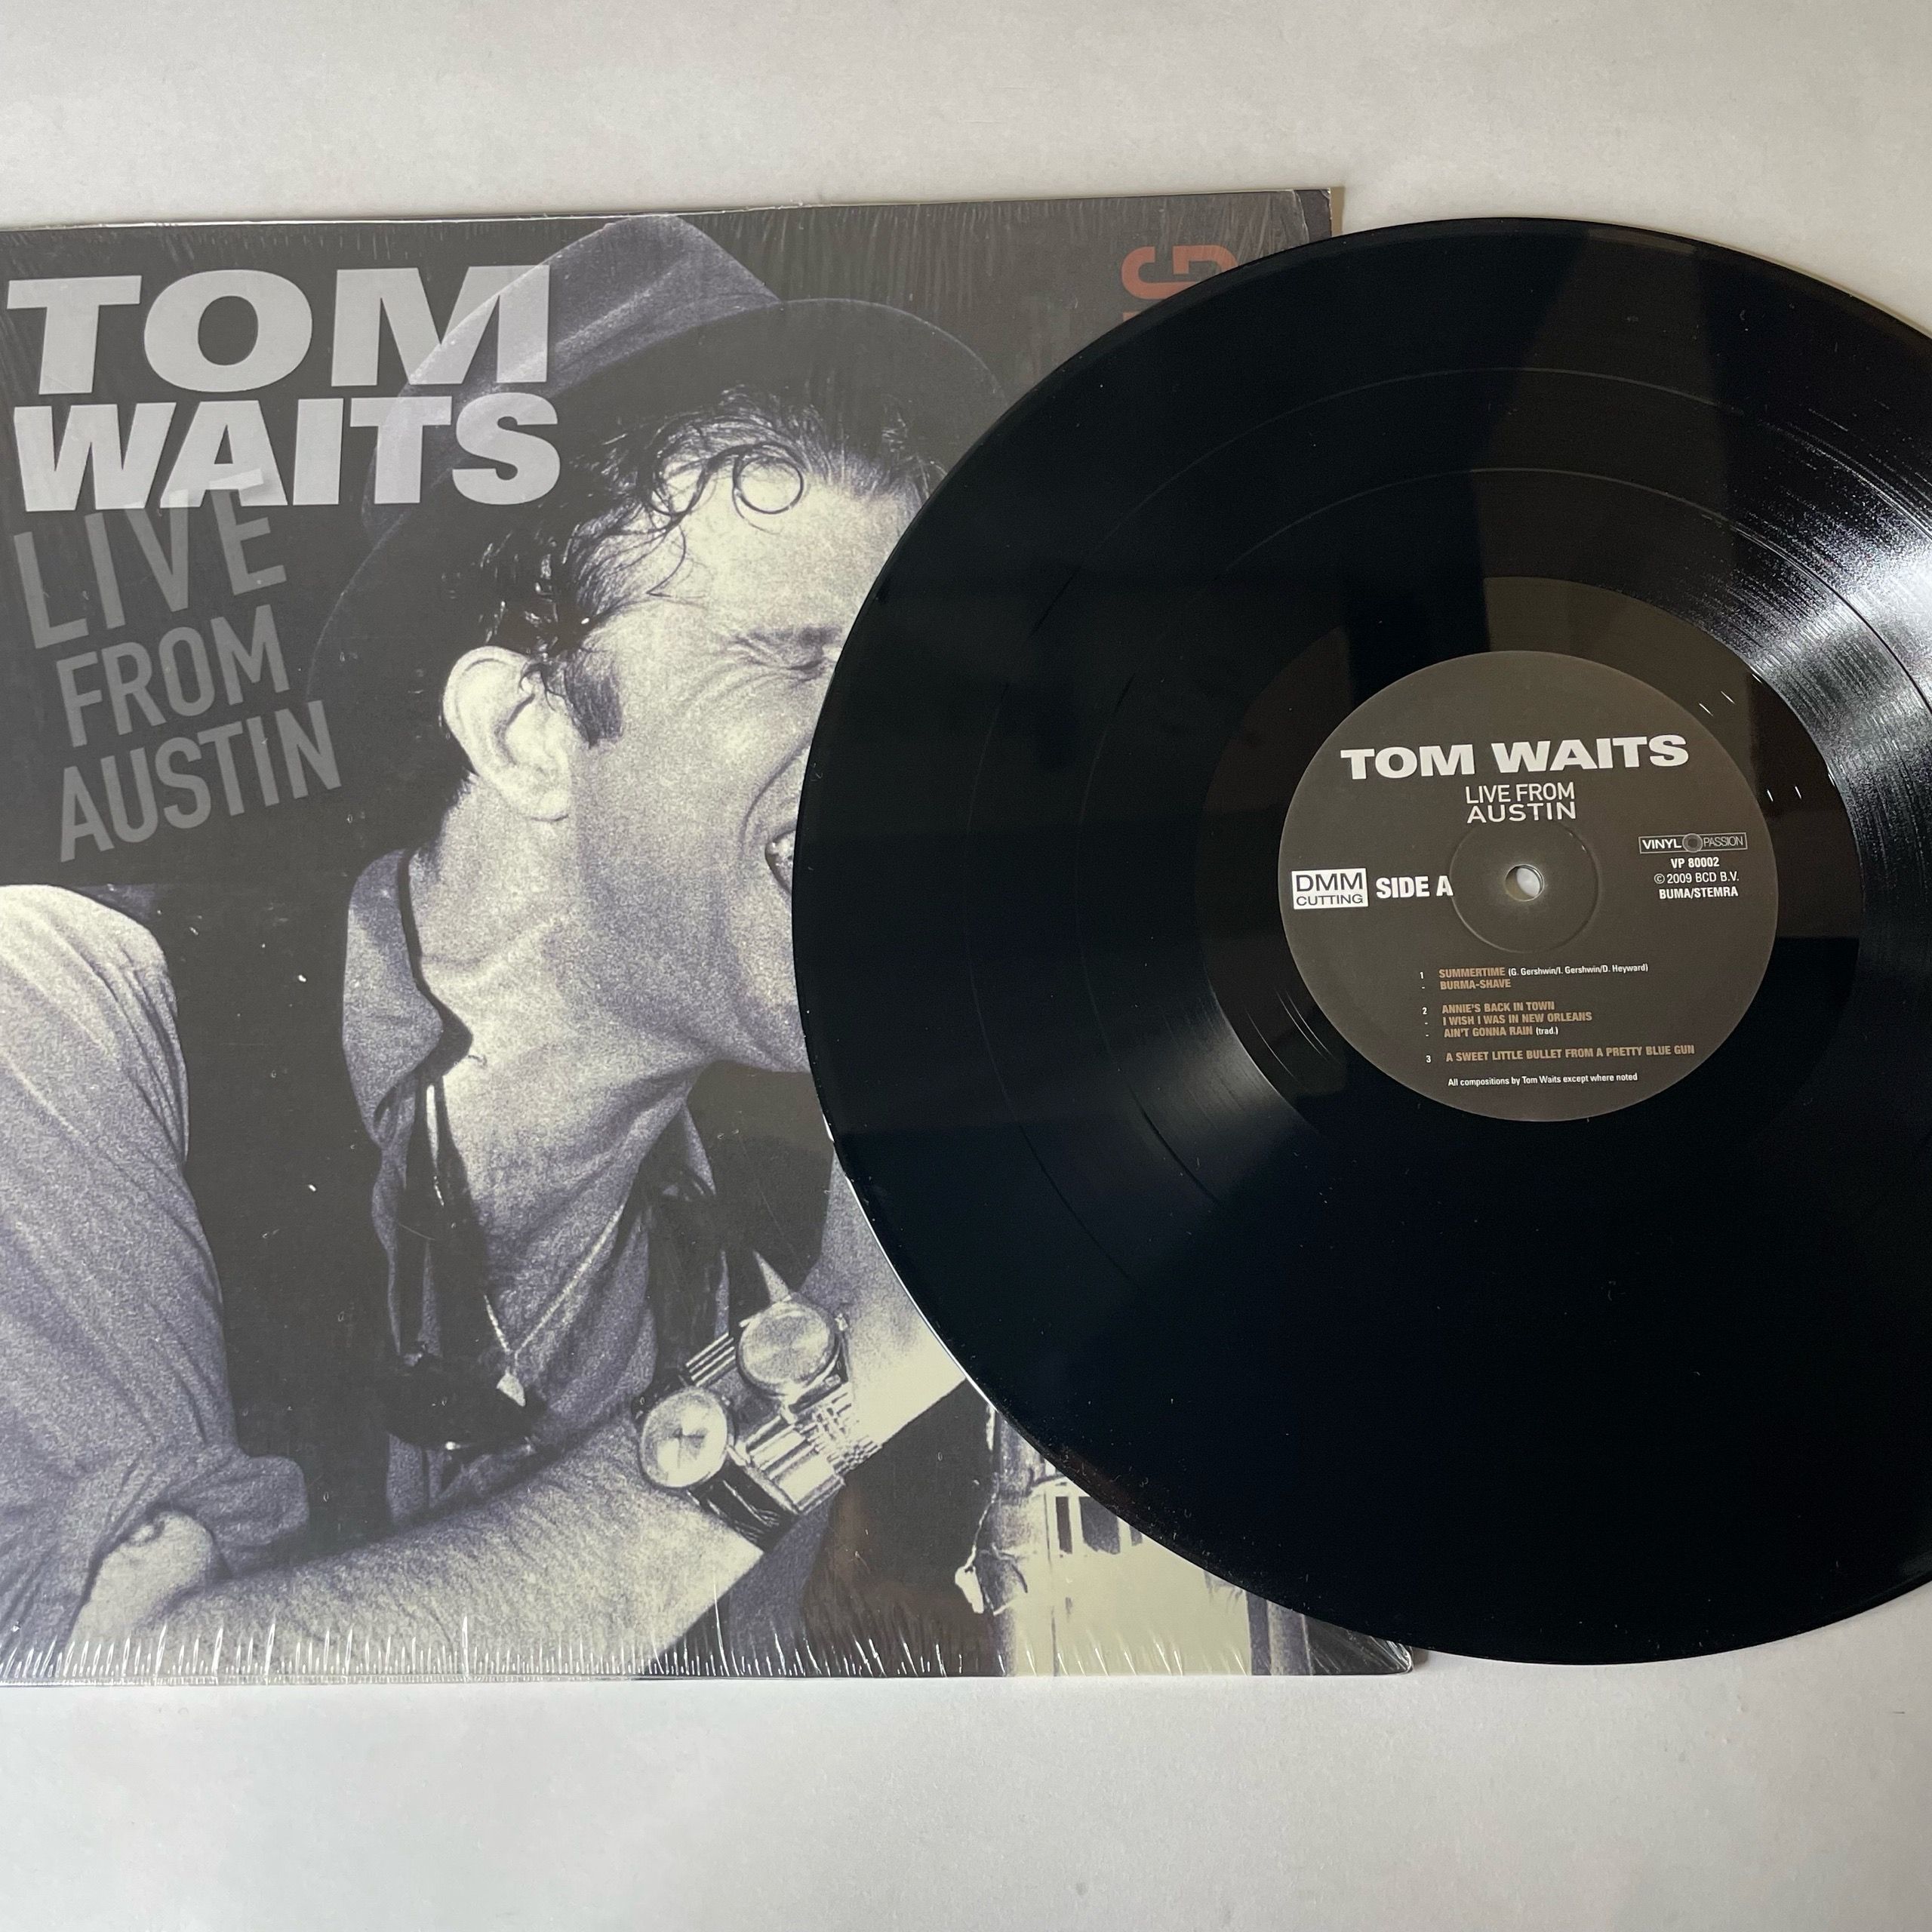 TOM
WAITS
LIVE
FROM
AUSTIN
TOM WAITS
LIVE FROM
AUSTIN
VINYL PASSION
VP 80002
© 2009 BCD B.V.
BUMA/STEMRA
DMM
CUTTING
SIDE A
1 SUMMERTIME (G. Gershwin/I. Gershwin/D. Heyward)
- BURMA-SHAVE
2 ANNIE'S BACK IN TOWN
- I WISH I WAS IN NEW ORLEANS
- AIN'T GONNA RAIN (trad.)
3 A SWEET LITTLE BULLET FROM A PRETTY BLUE GUN
All compositions by Tom Waits except where noted